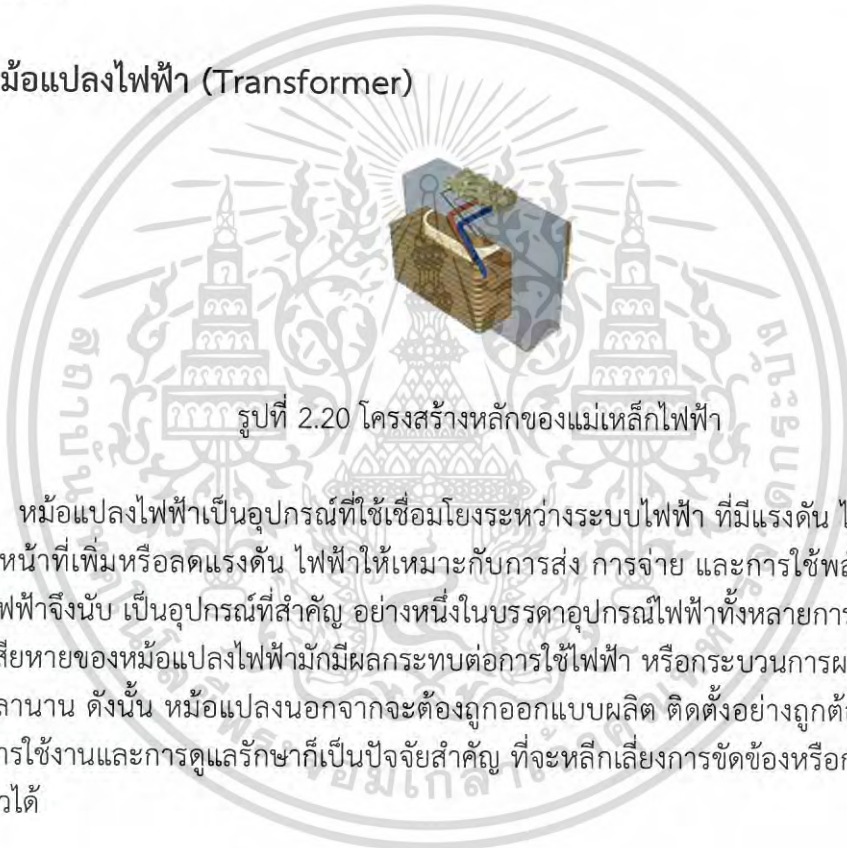 ม้อแปลงไฟฟ้า (Transformer)
รูปที่ 2.20 โครงสร้างหลักของแม่เหล็กไฟฟ้า
หม้อแปลงไฟฟ้าเป็นอุปกรณ์ที่ใช้เชื่อมโยงระหว่างระบบไฟฟ้า ที่มีแรงดัน ไ
หน้าที่เพิ่มหรือลดแรงดัน ไฟฟ้าให้เหมาะกับการส่ง การจ่าย และการใช้พลั
ฟฟ้าจึงนับ เป็นอุปกรณ์ที่สำคัญ อย่างหนึ่งในบรรดาอุปกรณ์ไฟฟ้าทั้งหลายการ
สียหายของหม้อแปลงไฟฟ้ามักมีผลกระทบต่อการใช้ไฟฟ้า หรือกระบวนการผ
ลานาน ดังนั้น หม้อแปลงนอกจากจะต้องถูกออกแบบผลิต ติดตั้งอย่างถูกต้อ
ารใช้งานและการดูแลรักษาก็เป็นปัจจัยสำคัญ ที่จะหลีกเลี่ยงการขัดข้องหรือก
วได้